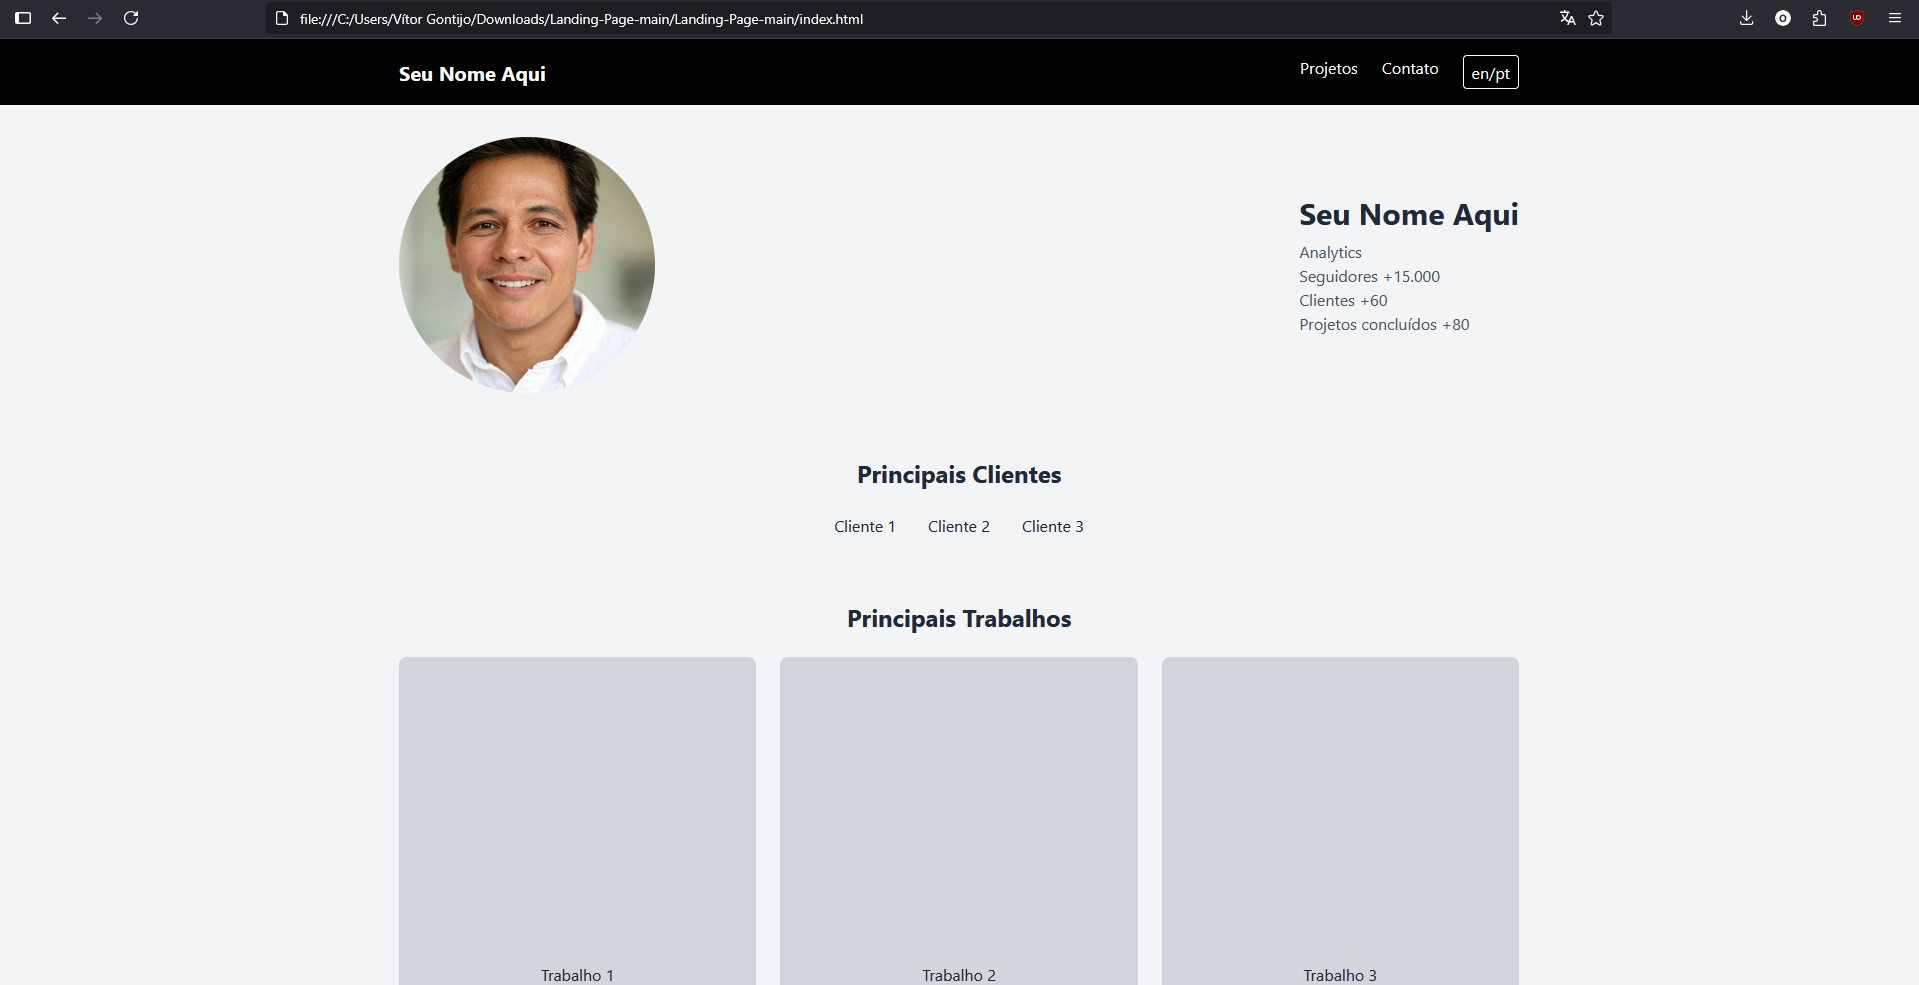 file:///C:/Users/Vítor Gontijo/Downloads/Landing-Page-main/Landing-Page-main/index.html
Seu Nome Aqui
Projetos Contato en/pt
Seu Nome Aqui
Analytics
Seguidores +15.000
Clientes +60
Projetos concluídos +80
Principais Clientes
Cliente 1 Cliente 2 Cliente 3
Principais Trabalhos
Trabalho 1 Trabalho 2 Trabalho 3